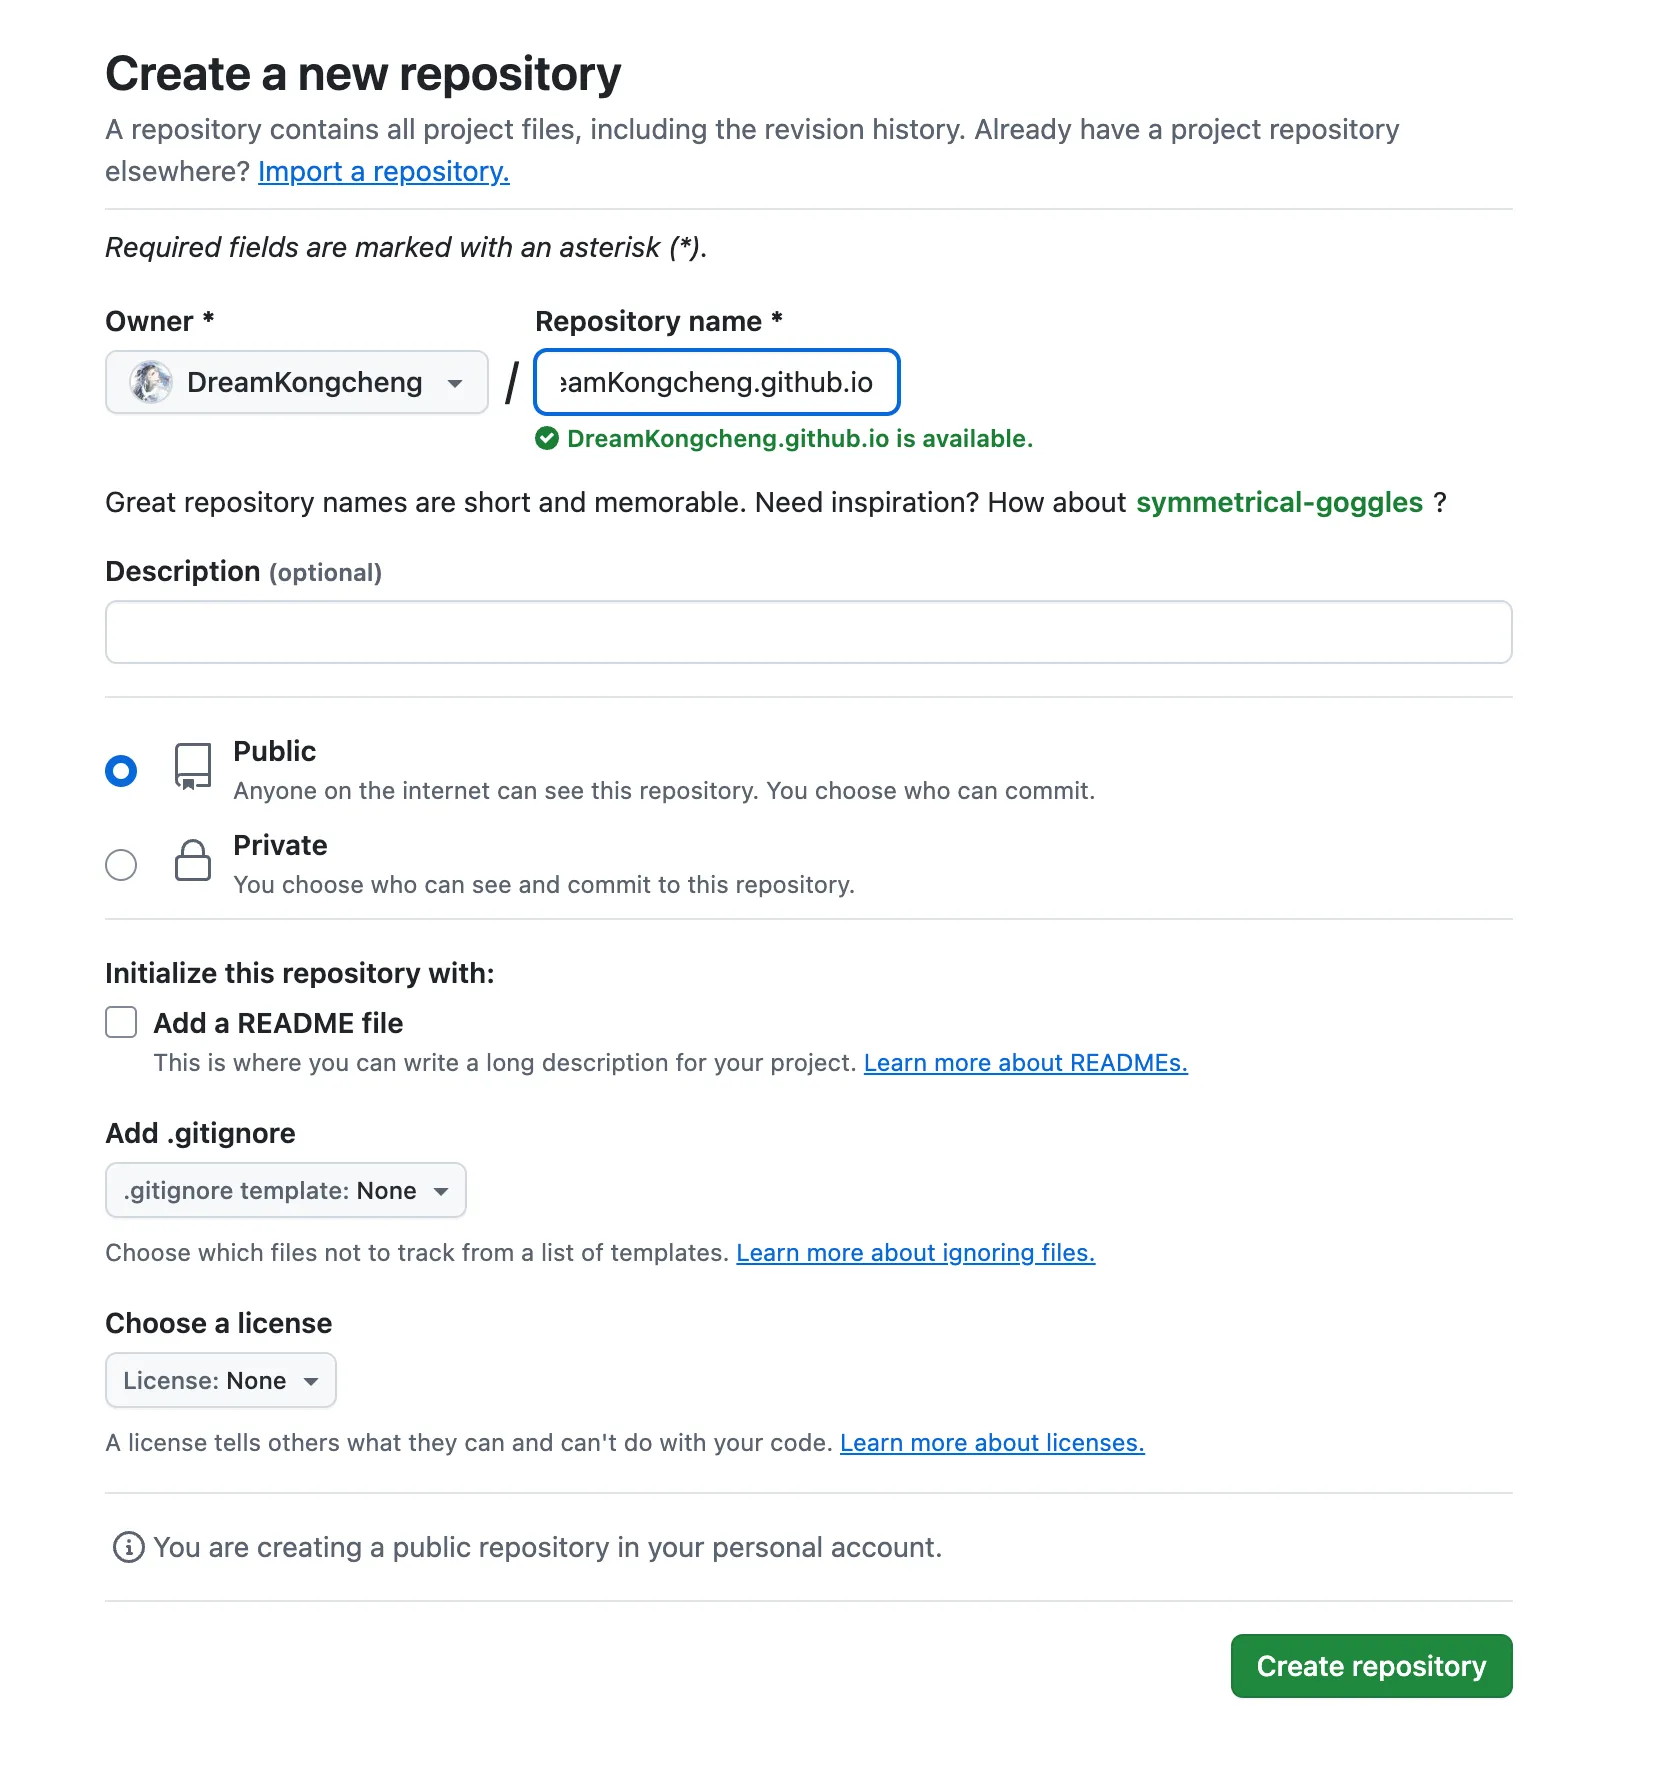 Create a new repository
A repository contains all project files, including the revision history. Already have a project repository
elsewhere? Import a repository.
Required fields are marked with an asterisk (*).
Owner * Repository name *
DreamKongcheng / eamKongcheng.github.io
DreamKongcheng.github.io is available.
Great repository names are short and memorable. Need inspiration? How about symmetrical-goggles ?
Description (optional)
Public
Anyone on the internet can see this repository. You choose who can commit.
Private
You choose who can see and commit to this repository.
Initialize this repository with:
Add a README file
This is where you can write a long description for your project. Learn more about READMEs.
Add .gitignore
.gitignore template: None
Choose which files not to track from a list of templates. Learn more about ignoring files.
Choose a license
License: None
A license tells others what they can and can't do with your code. Learn more about licenses.
You are creating a public repository in your personal account.
Create repository